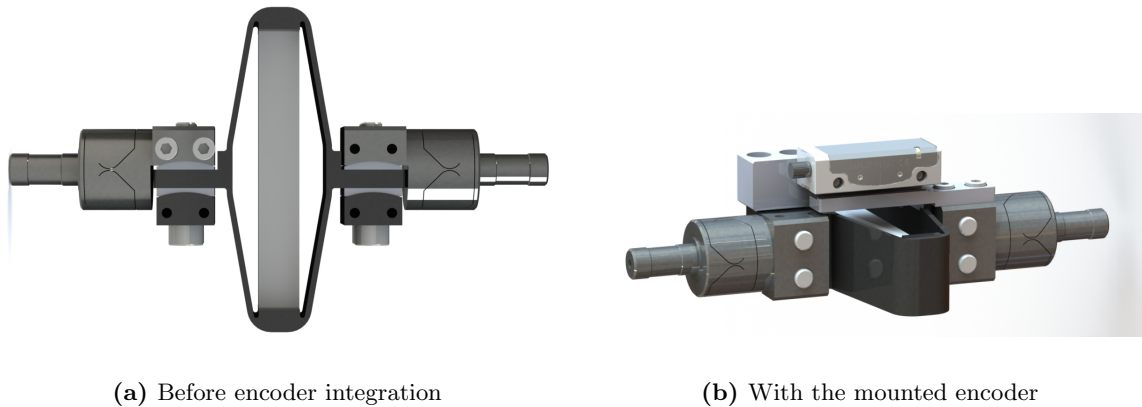 (a) Before encoder integration
(b) With the mounted encoder